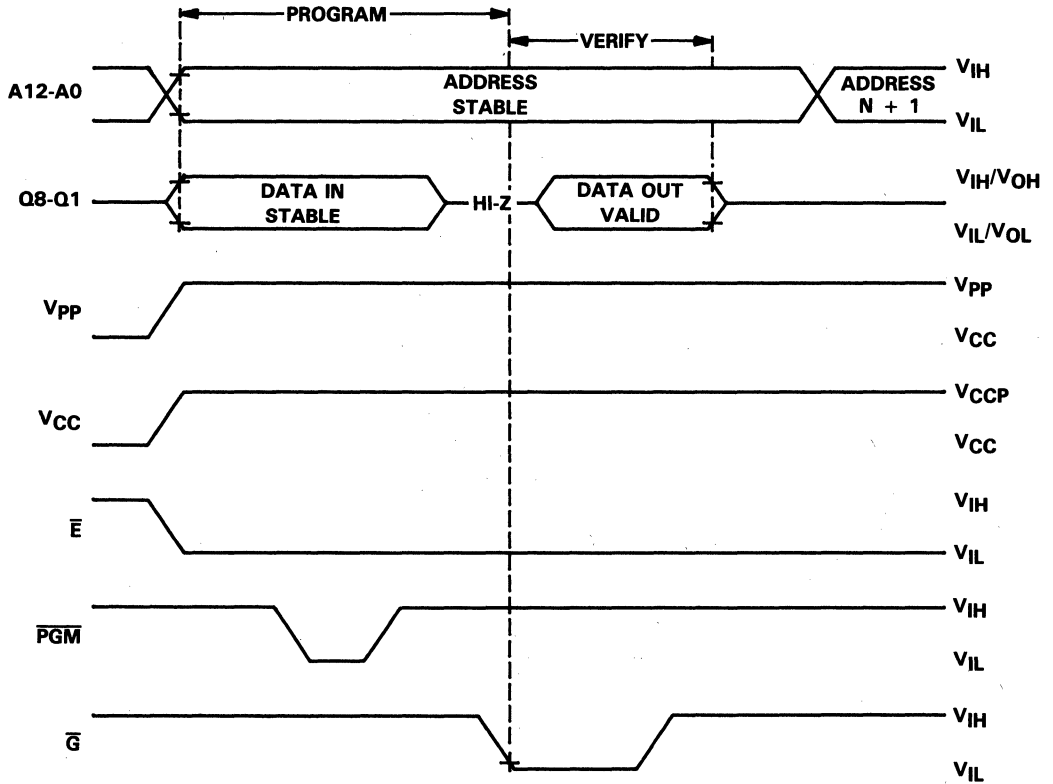 PROGRAM
VERIFY
A12-A0
ADDRESS
STABLE
ADDRESS
N + 1
VIH
VIL
Q8-Q1
DATA IN
STABLE
HI-Z
DATA OUT
VALID
VIH/VOH
VIL/VOL
VPP
VPP
VCC
VCC
VCCP
VCC
E̅
VIH
VIL
P̅G̅M̅
VIH
VIL
G̅
VIH
VIL